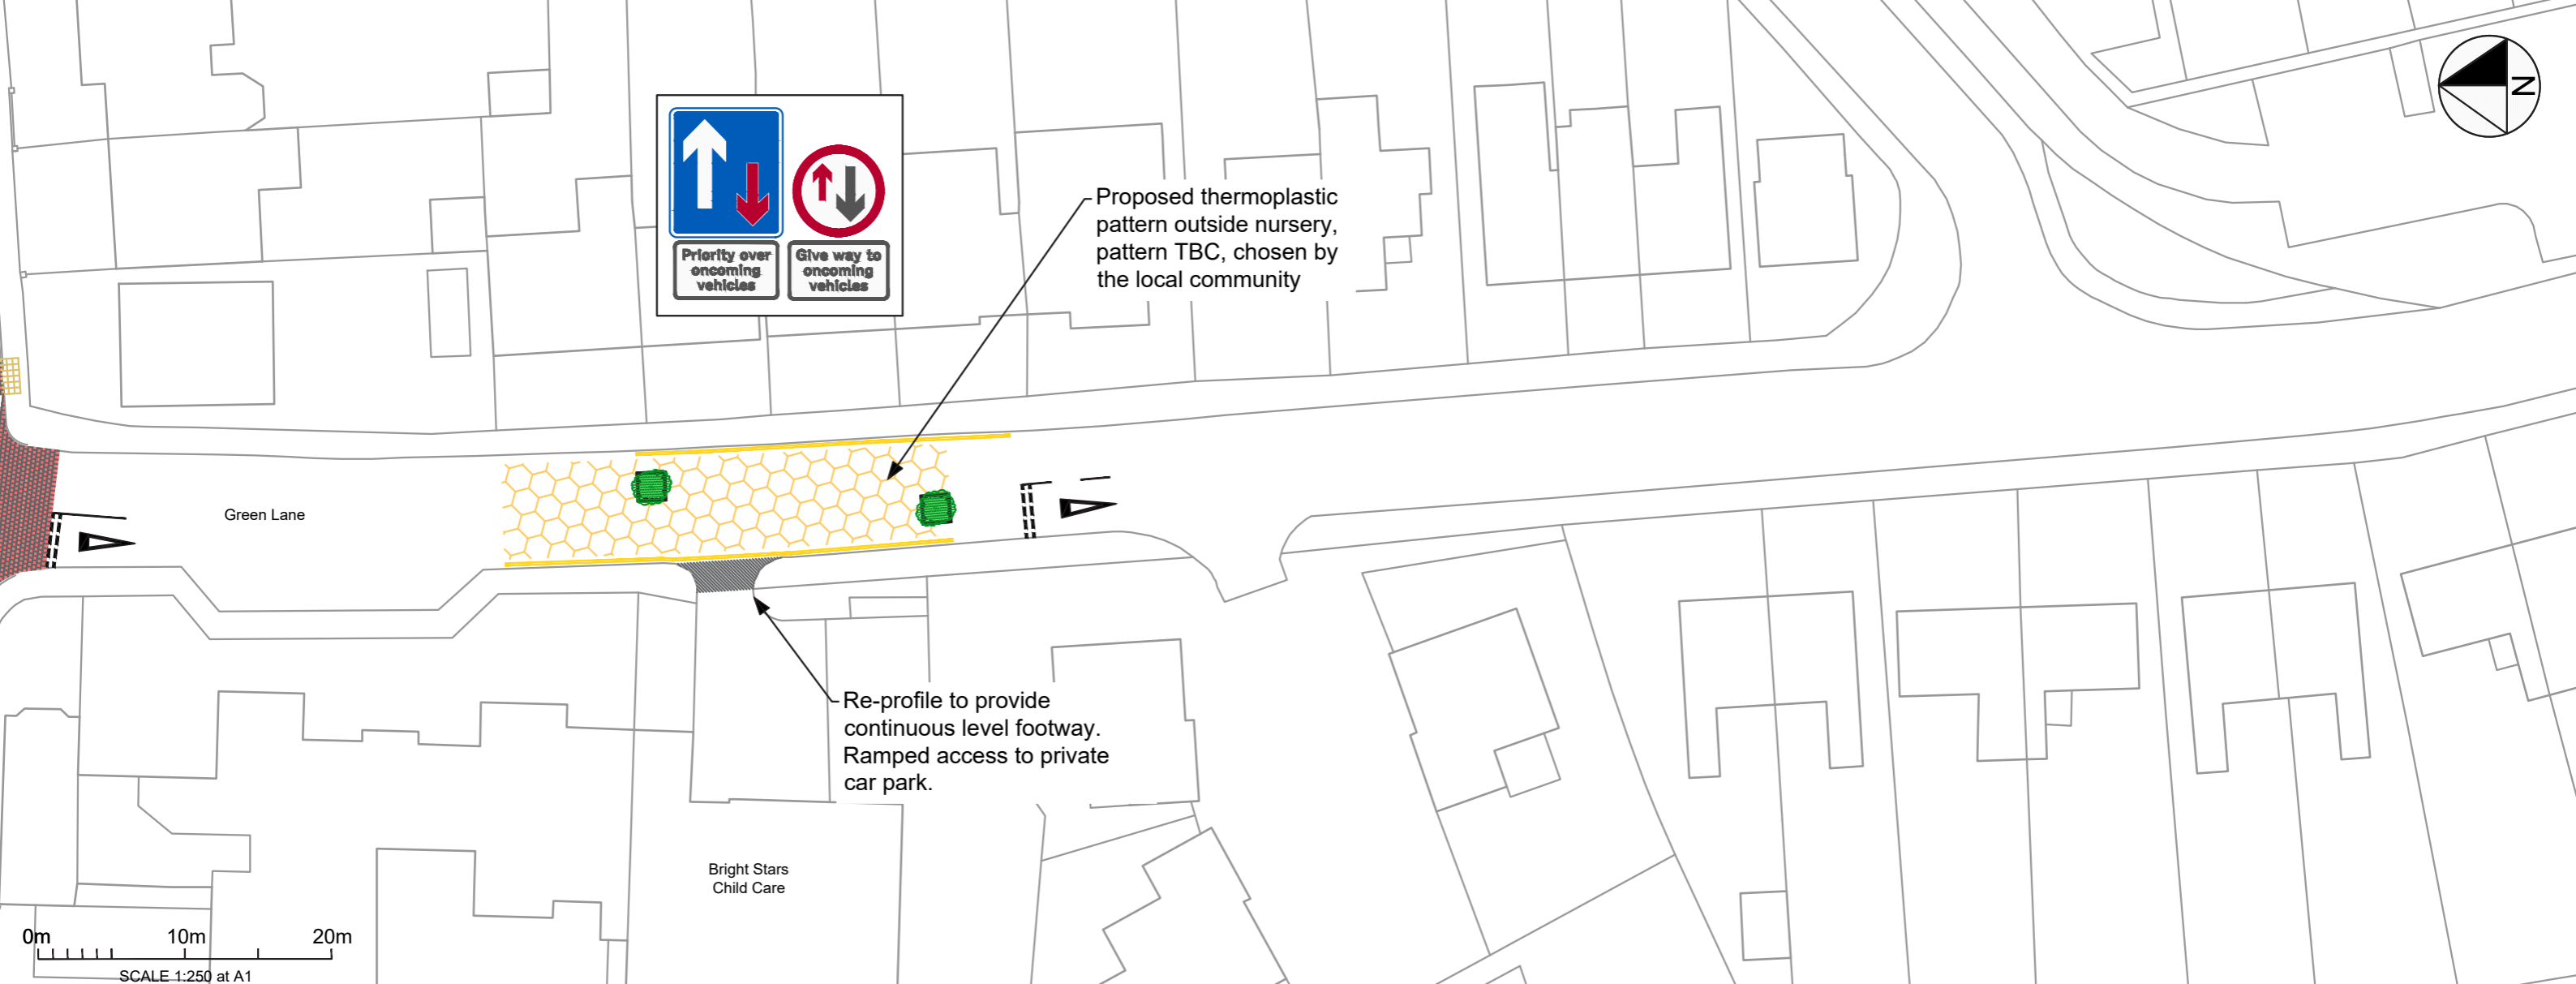 N
Priority over
oncoming
vehicles
Give way to
oncoming
vehicles
Proposed thermoplastic
pattern outside nursery,
pattern TBC, chosen by
the local community
Green Lane
Re-profile to provide
continuous level footway.
Ramped access to private
car park.
Bright Stars
Child Care
0m 10m 20m
SCALE 1:250 at A1